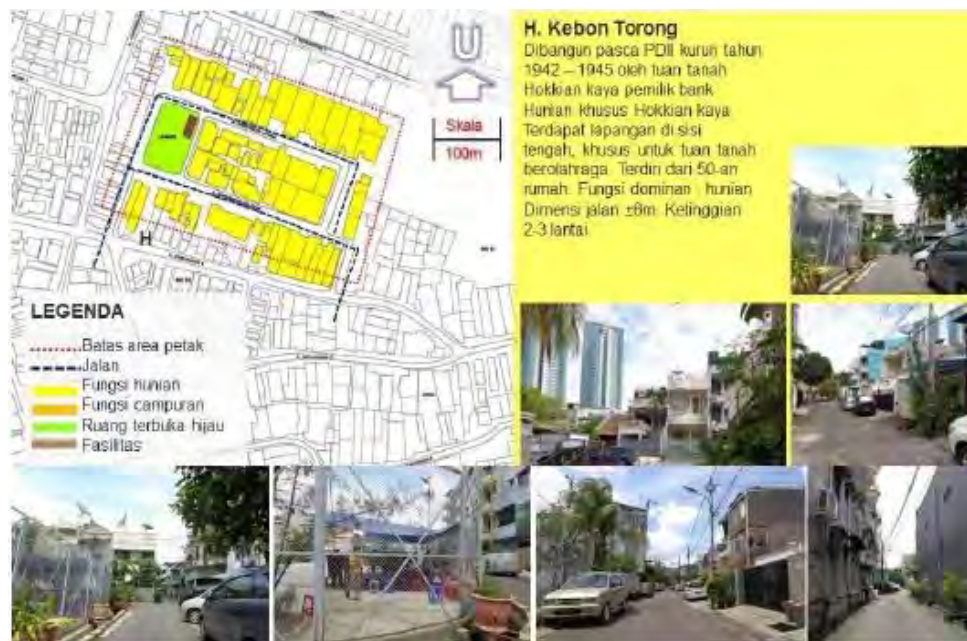 U
Skala
100m
H
H. Kebon Torong
Dibangun pasca PDII kurun tahun
1942 – 1945 oleh tuan tanah
Hokkian kaya pemilik bank
Hunian khusus Hokkian kaya
Terdapat lapangan di sisi
tengah, khusus untuk tuan tanah
berolahraga. Terdiri dari 50-an
rumah. Fungsi dominan : hunian
Dimensi jalan ±6m. Ketinggian
2-3 lantai
LEGENDA
Batas area petak
Jalan
Fungsi hunian
Fungsi campuran
Ruang terbuka hijau
Fasilitas